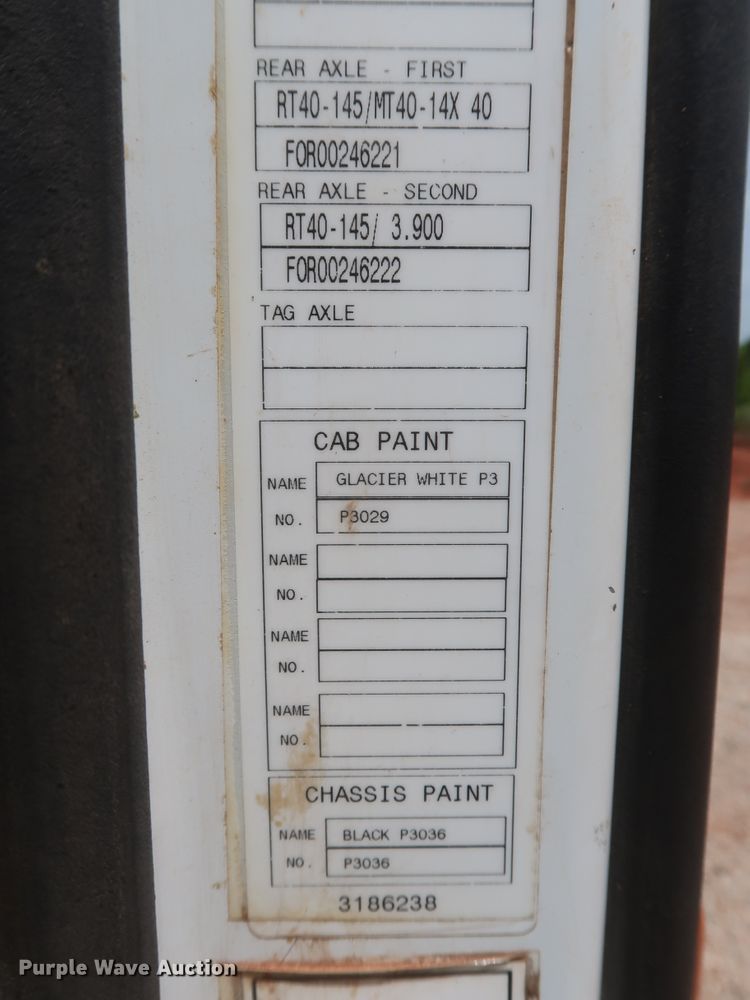 REAR AXLE - FIRST
RT40-145/MT40-14X 40
FOR00246221
REAR AXLE - SECOND
RT40-145/ 3.900
FOR00246222
TAG AXLE
CAB PAINT
NAME GLACIER WHITE P3
NO. P3029
NAME
NO.
NAME
NO.
NAME
NO.
CHASSIS PAINT
NAME BLACK P3036
NO. P3036
3186238
Purple Wave Auction